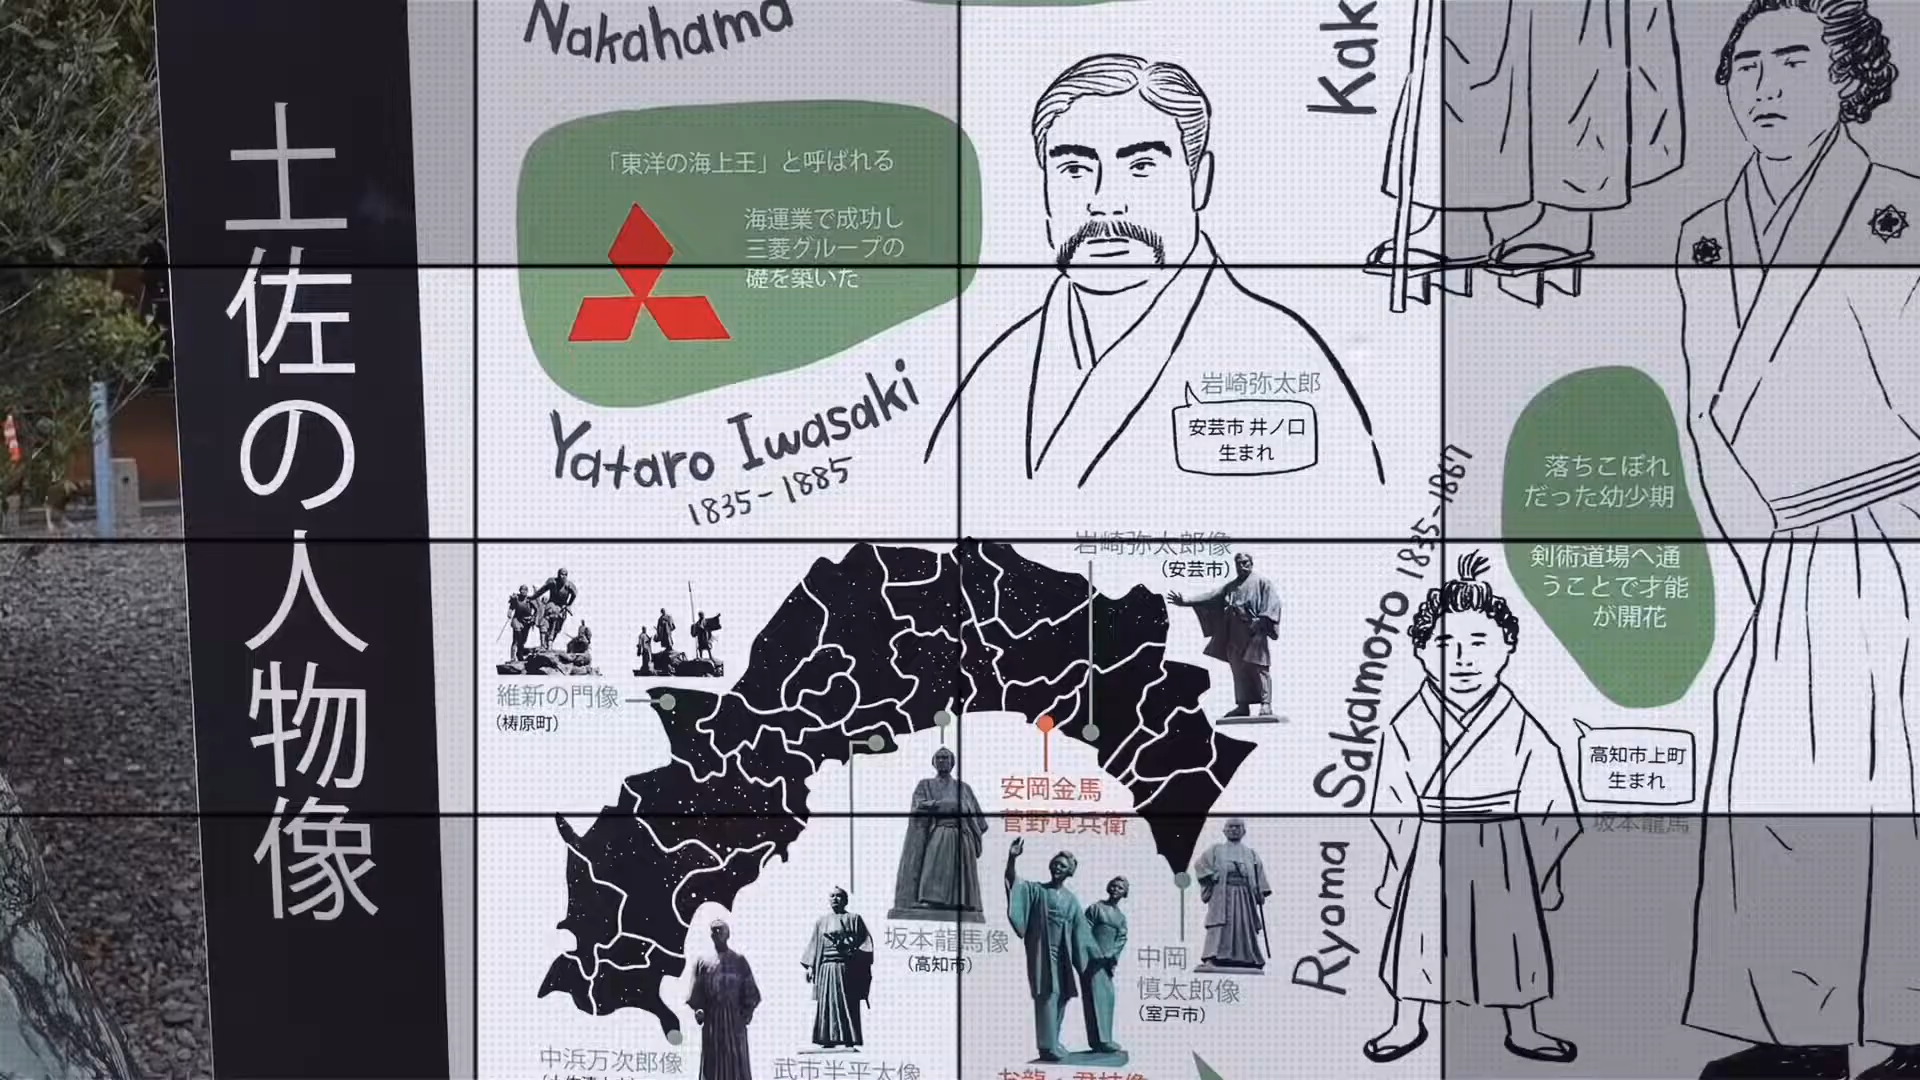 土佐の人物像
Nakahama
Kak
「東洋の海上王」と呼ばれる
海運業で成功し
三菱グループの
礎を築いた
Yataro Iwasaki
1835-1885
岩崎弥太郎
安芸市 井ノ口
生まれ
落ちこぼれ
だった幼少期
剣術道場へ通
うことで才能
が開花
Ryoma Sakamoto 1835-1867
高知市上町
生まれ
坂本龍馬
岩崎弥太郎像
(安芸市)
維新の門像
(梼原町)
安岡金馬
菅野覚兵衛
坂本龍馬像
(高知市)
中岡
慎太郎像
(室戸市)
中浜万次郎像
武市半平太像
お龍・君枝像